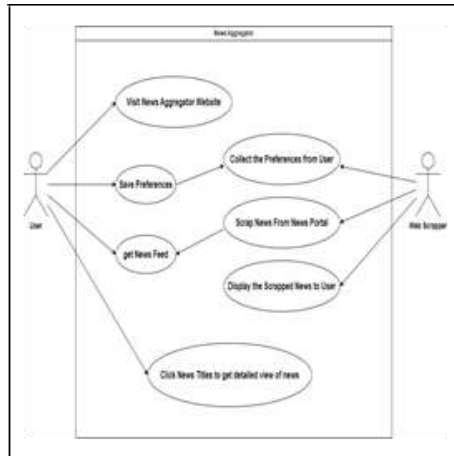 News Aggregator
Visit News Aggregator Website
Collect the Preferences from User
Save Preferences
User
Web Scrapper
Scrap News From News Portal
get News Feed
Display the Scrapped News to User
Click News Titles to get detailed view of news